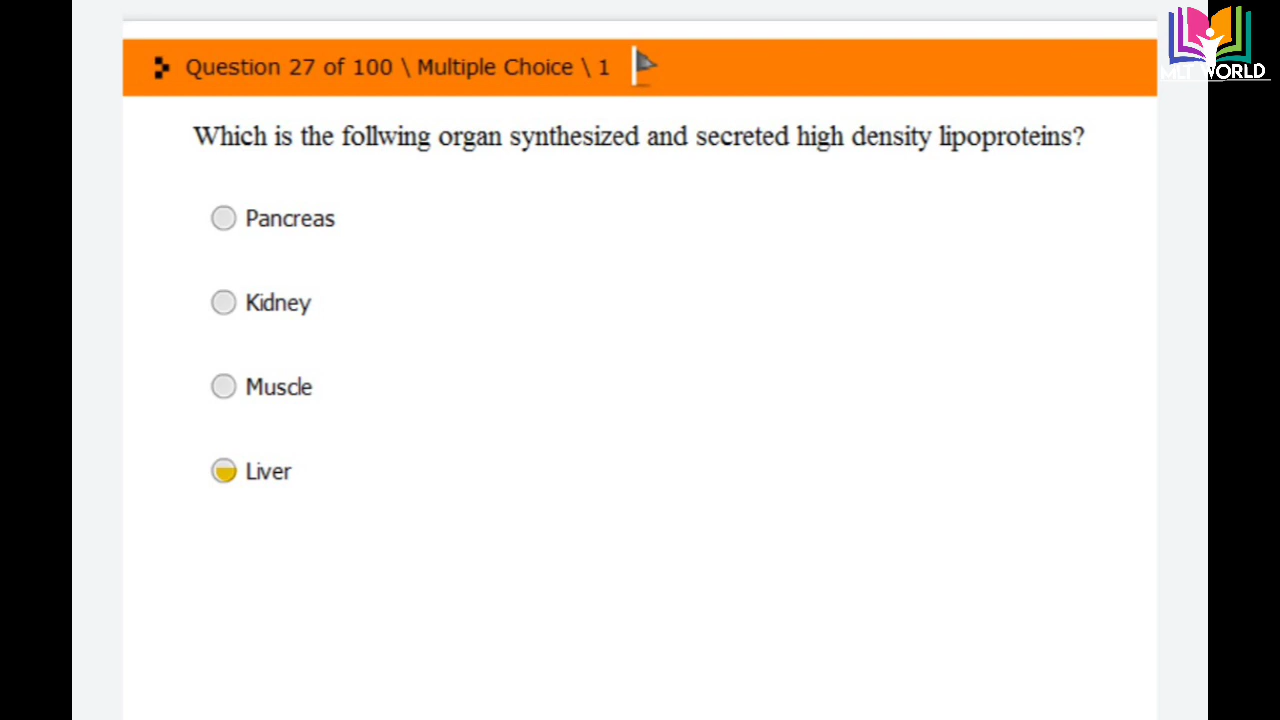 MLT WORLD
Question 27 of 100 \ Multiple Choice \ 1
Which is the follwing organ synthesized and secreted high density lipoproteins?
Pancreas
Kidney
Muscle
Liver